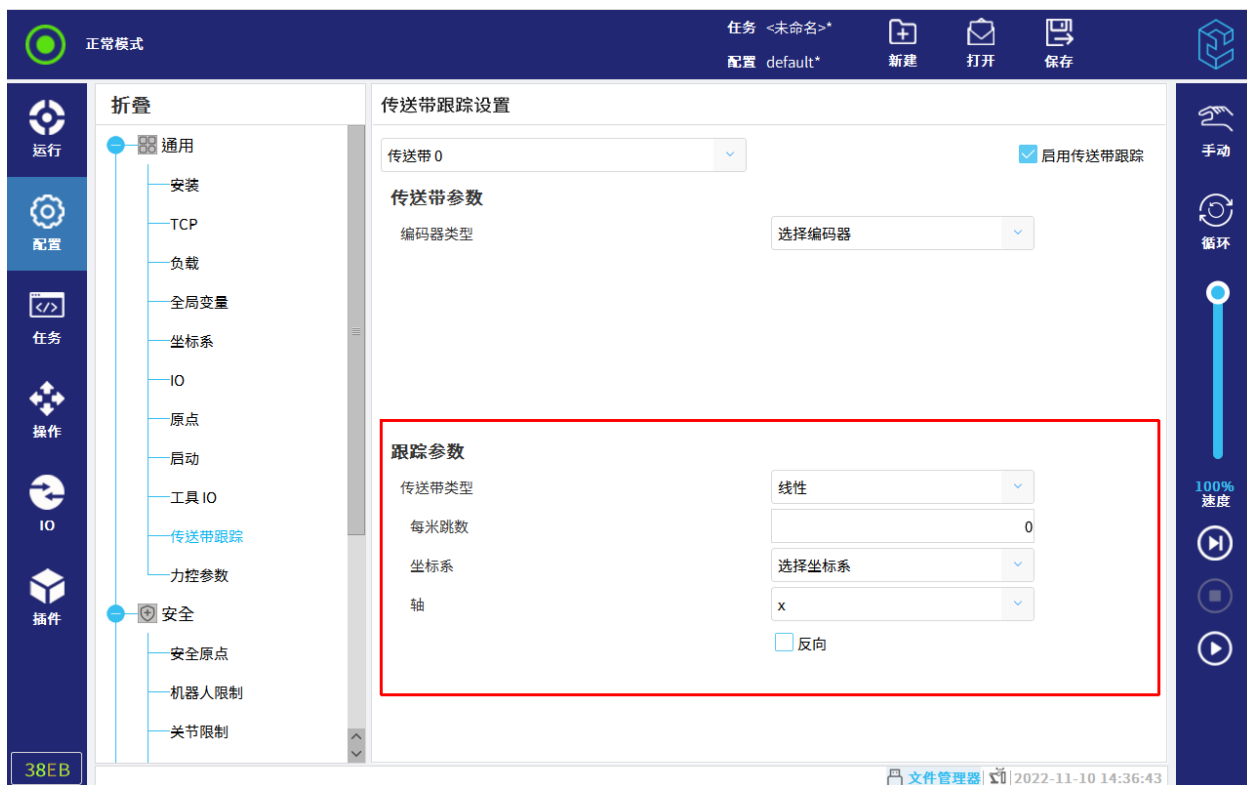 正常模式
任务 <未命名>*
配置 default*
新建
打开
保存
运行
配置
任务
操作
IO
插件
38EB
折叠
通用
安装
TCP
负载
全局变量
坐标系
IO
原点
启动
工具 IO
传送带跟踪
力控参数
安全
安全原点
机器人限制
关节限制
传送带跟踪设置
传送带 0
启用传送带跟踪
传送带参数
编码器类型 选择编码器
跟踪参数
传送带类型 线性
每米跳数 0
坐标系 选择坐标系
轴 x
反向
手动
循环
100%
速度
文件管理器 2022-11-10 14:36:43